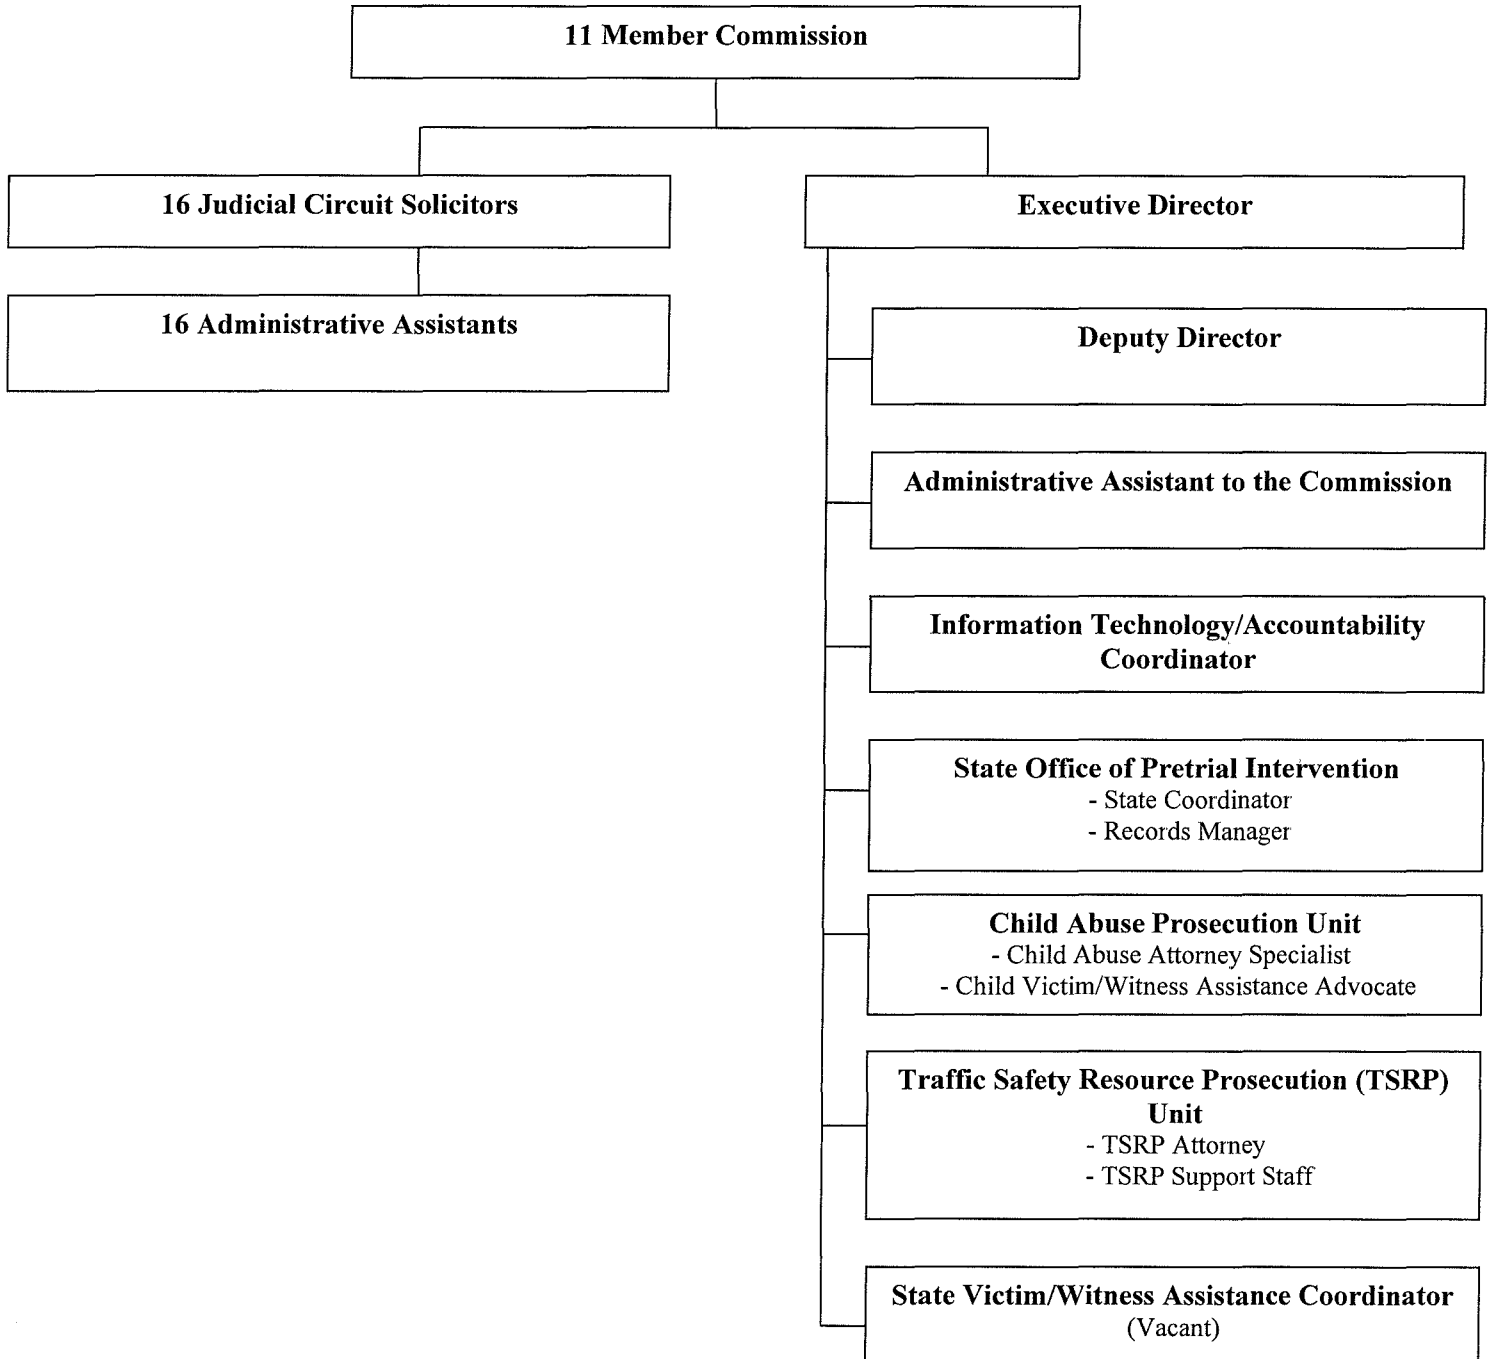 11 Member Commission
16 Judicial Circuit Solicitors
Executive Director
16 Administrative Assistants
Deputy Director
Administrative Assistant to the Commission
Information Technology/Accountability
Coordinator
State Office of Pretrial Intervention
- State Coordinator
- Records Manager
Child Abuse Prosecution Unit
- Child Abuse Attorney Specialist
- Child Victim/Witness Assistance Advocate
Traffic Safety Resource Prosecution (TSRP)
Unit
- TSRP Attorney
- TSRP Support Staff
State Victim/Witness Assistance Coordinator
(Vacant)